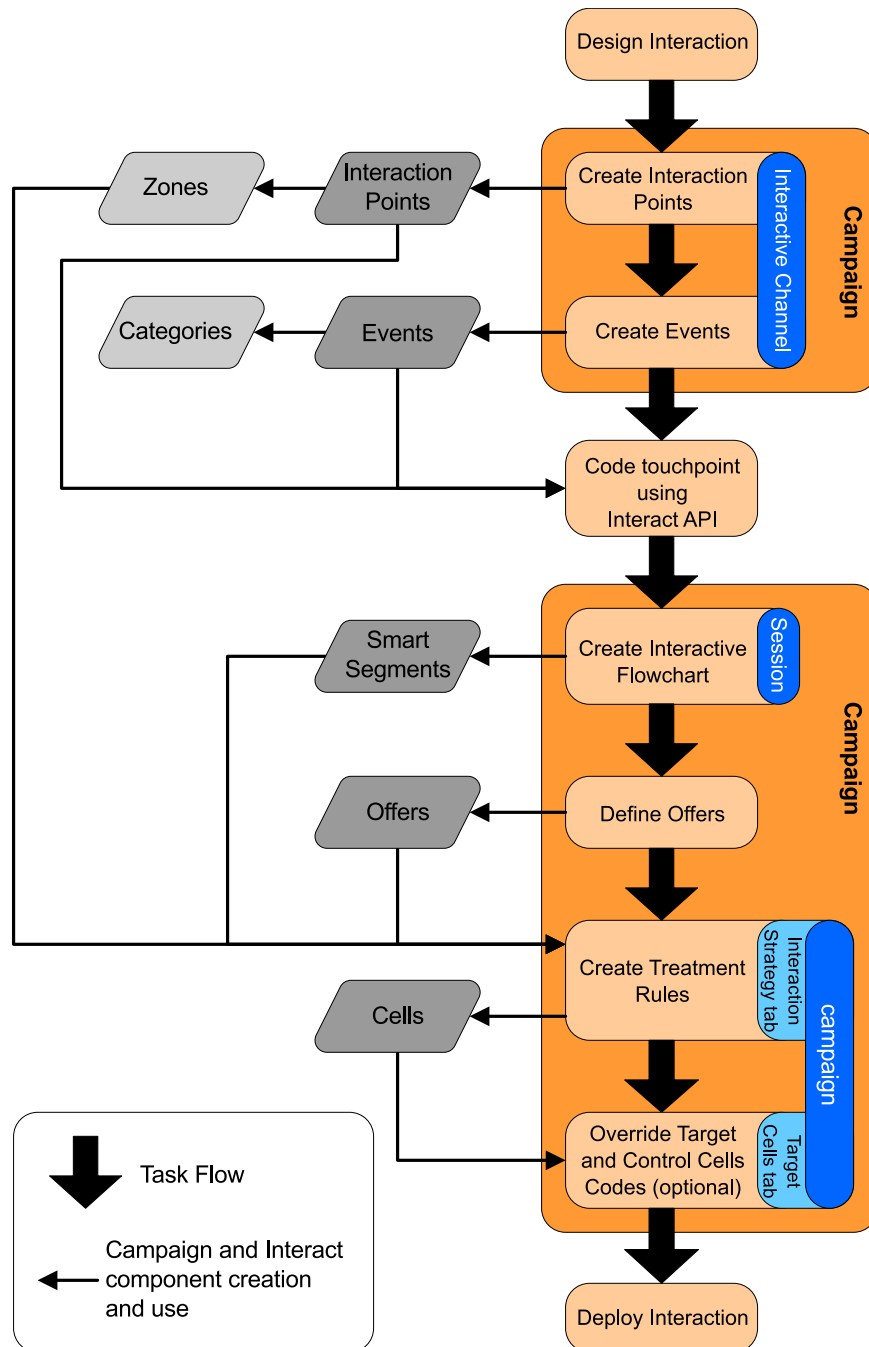 Design Interaction
Zones
Interaction
Points
Create Interaction
Points
Interactive Channel
Campaign
Categories
Events
Create Events
Code touchpoint
using
Interact API
Smart
Segments
Create Interactive
Flowchart
Session
Campaign
Offers
Define Offers
Create Treatment
Rules
Interaction
Strategy tab
campaign
Cells
Override Target
and Control Cells
Codes (optional)
Target
Cells tab
Task Flow
Campaign and Interact
component creation
and use
Deploy Interaction